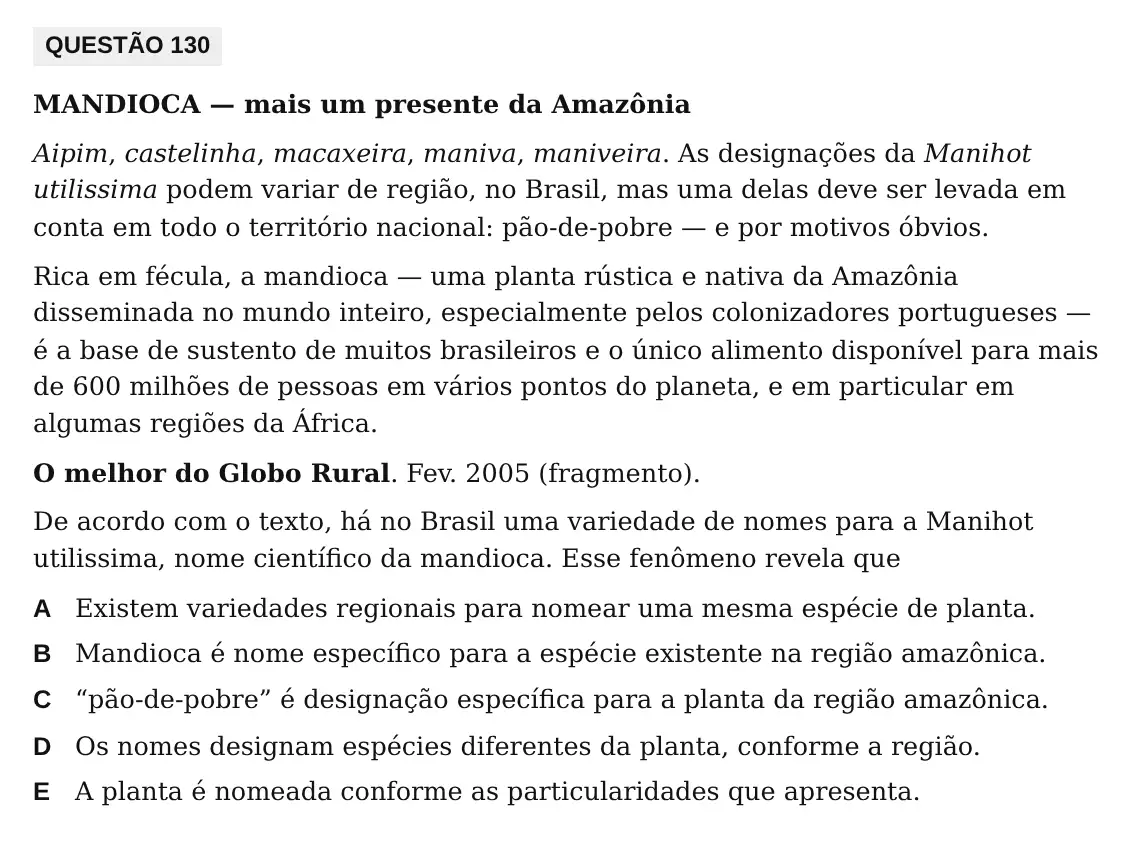 QUESTÃO 130
MANDIOCA — mais um presente da Amazônia
Aipim, castelinha, macaxeira, maniva, maniveira. As designações da Manihot
utilissima podem variar de região, no Brasil, mas uma delas deve ser levada em
conta em todo o território nacional: pão-de-pobre — e por motivos óbvios.
Rica em fécula, a mandioca — uma planta rústica e nativa da Amazônia
disseminada no mundo inteiro, especialmente pelos colonizadores portugueses —
é a base de sustento de muitos brasileiros e o único alimento disponível para mais
de 600 milhões de pessoas em vários pontos do planeta, e em particular em
algumas regiões da África.
O melhor do Globo Rural. Fev. 2005 (fragmento).
De acordo com o texto, há no Brasil uma variedade de nomes para a Manihot
utilissima, nome científico da mandioca. Esse fenômeno revela que
A Existem variedades regionais para nomear uma mesma espécie de planta.
B Mandioca é nome específico para a espécie existente na região amazônica.
C “pão-de-pobre” é designação específica para a planta da região amazônica.
D Os nomes designam espécies diferentes da planta, conforme a região.
E A planta é nomeada conforme as particularidades que apresenta.